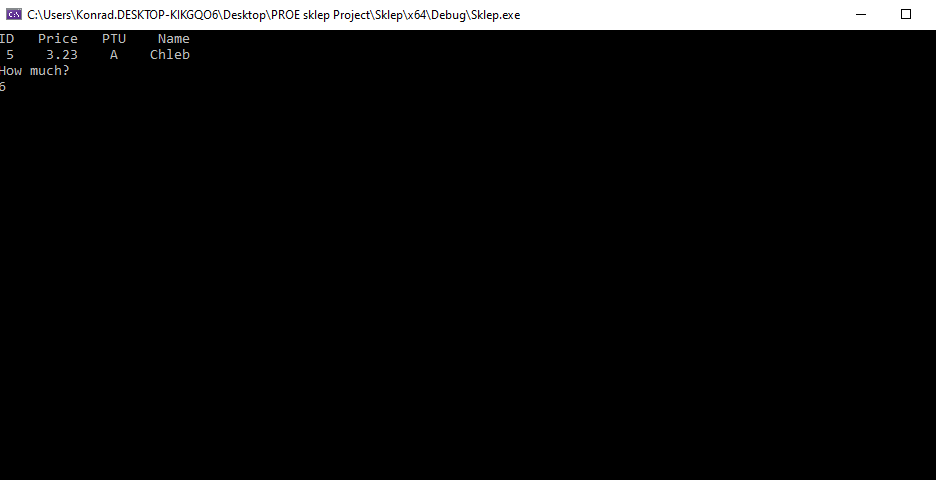 C:\Users\Konrad.DESKTOP-KIKGQO6\Desktop\PROE sklep Project\Sklep\x64\Debug\Sklep.exe
ID   Price   PTU    Name
 5    3.23    A    Chleb
How much?
6